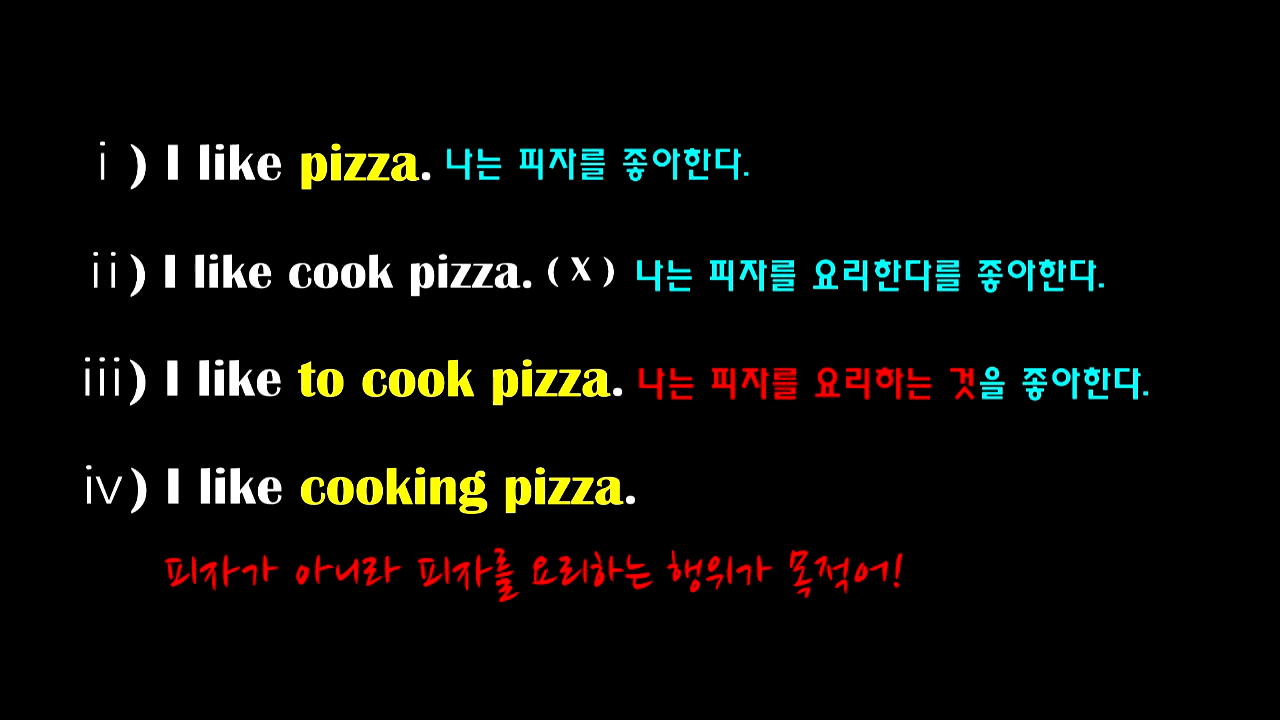 ⅰ) I like pizza. 나는 피자를 좋아한다.
ⅱ) I like cook pizza. (X) 나는 피자를 요리한다를 좋아한다.
ⅲ) I like to cook pizza. 나는 피자를 요리하는 것을 좋아한다.
ⅳ) I like cooking pizza.
피자가 아니라 피자를 요리하는 행위가 목적어!